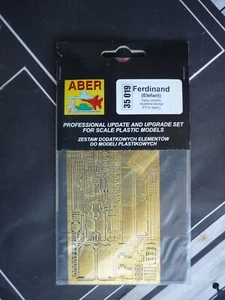 ABER
35 019
Ferdinand
(Elefant)
PROFESSIONAL UPDATE AND UPGRADE SET
FOR SCALE PLASTIC MODELS
ZESTAW DODATKOWYCH ELEMENTÓW
DO MODELI PLASTIKOWYCH